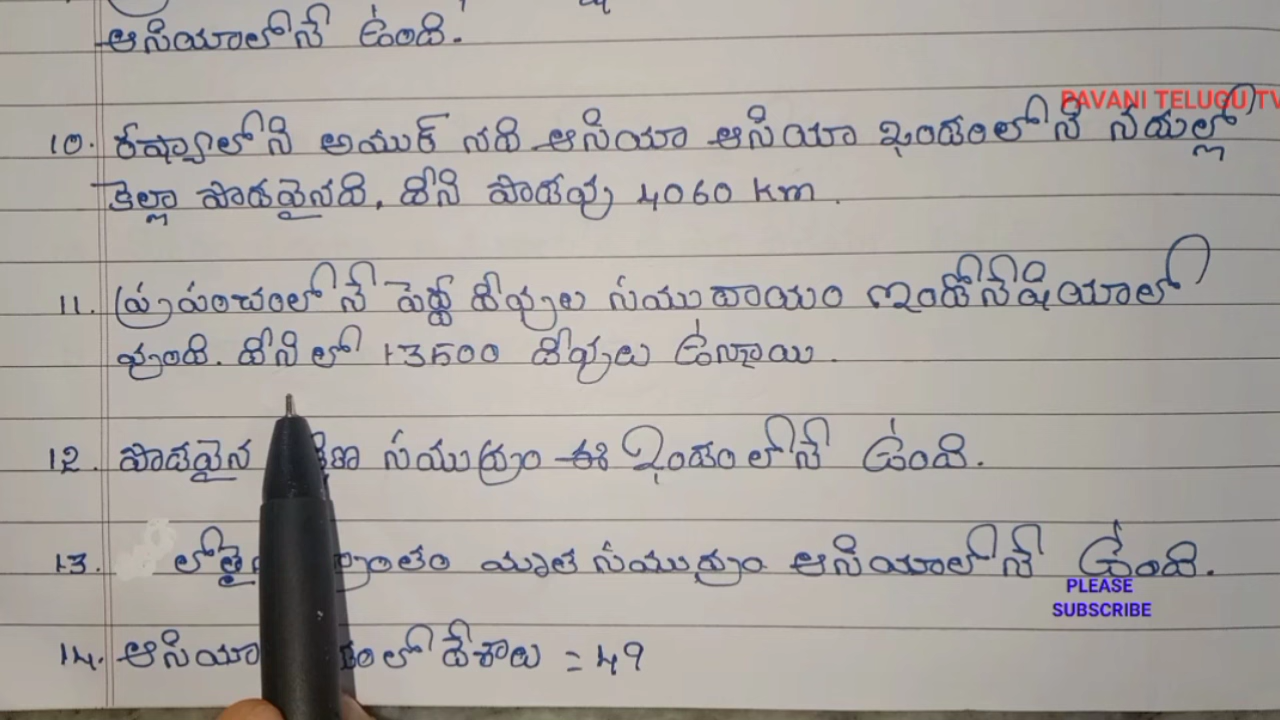 ఆసియాలోనే ఉంది.
PAVANI TELUGU TV
10. రష్యాలోని అముర్ నది ఆసియా ఆసియా ఖండంలోని నదుల్లో
కెల్లా పొడవైనది, దీని పొడవు 4060 km.
11. ప్రపంచంలోనే పెద్ద దీవుల సముదాయం ఇండోనేషియాలో
వుంది. దీనిలో 13500 దీవులు ఉన్నాయి.
12. పొడవైన సముద్రం ఈ ఖండంలోనే ఉంది.
13. మృత సముద్రం ఆసియాలోనే ఉంది.
PLEASE
SUBSCRIBE
14. ఆసియా దేశాలు = 49